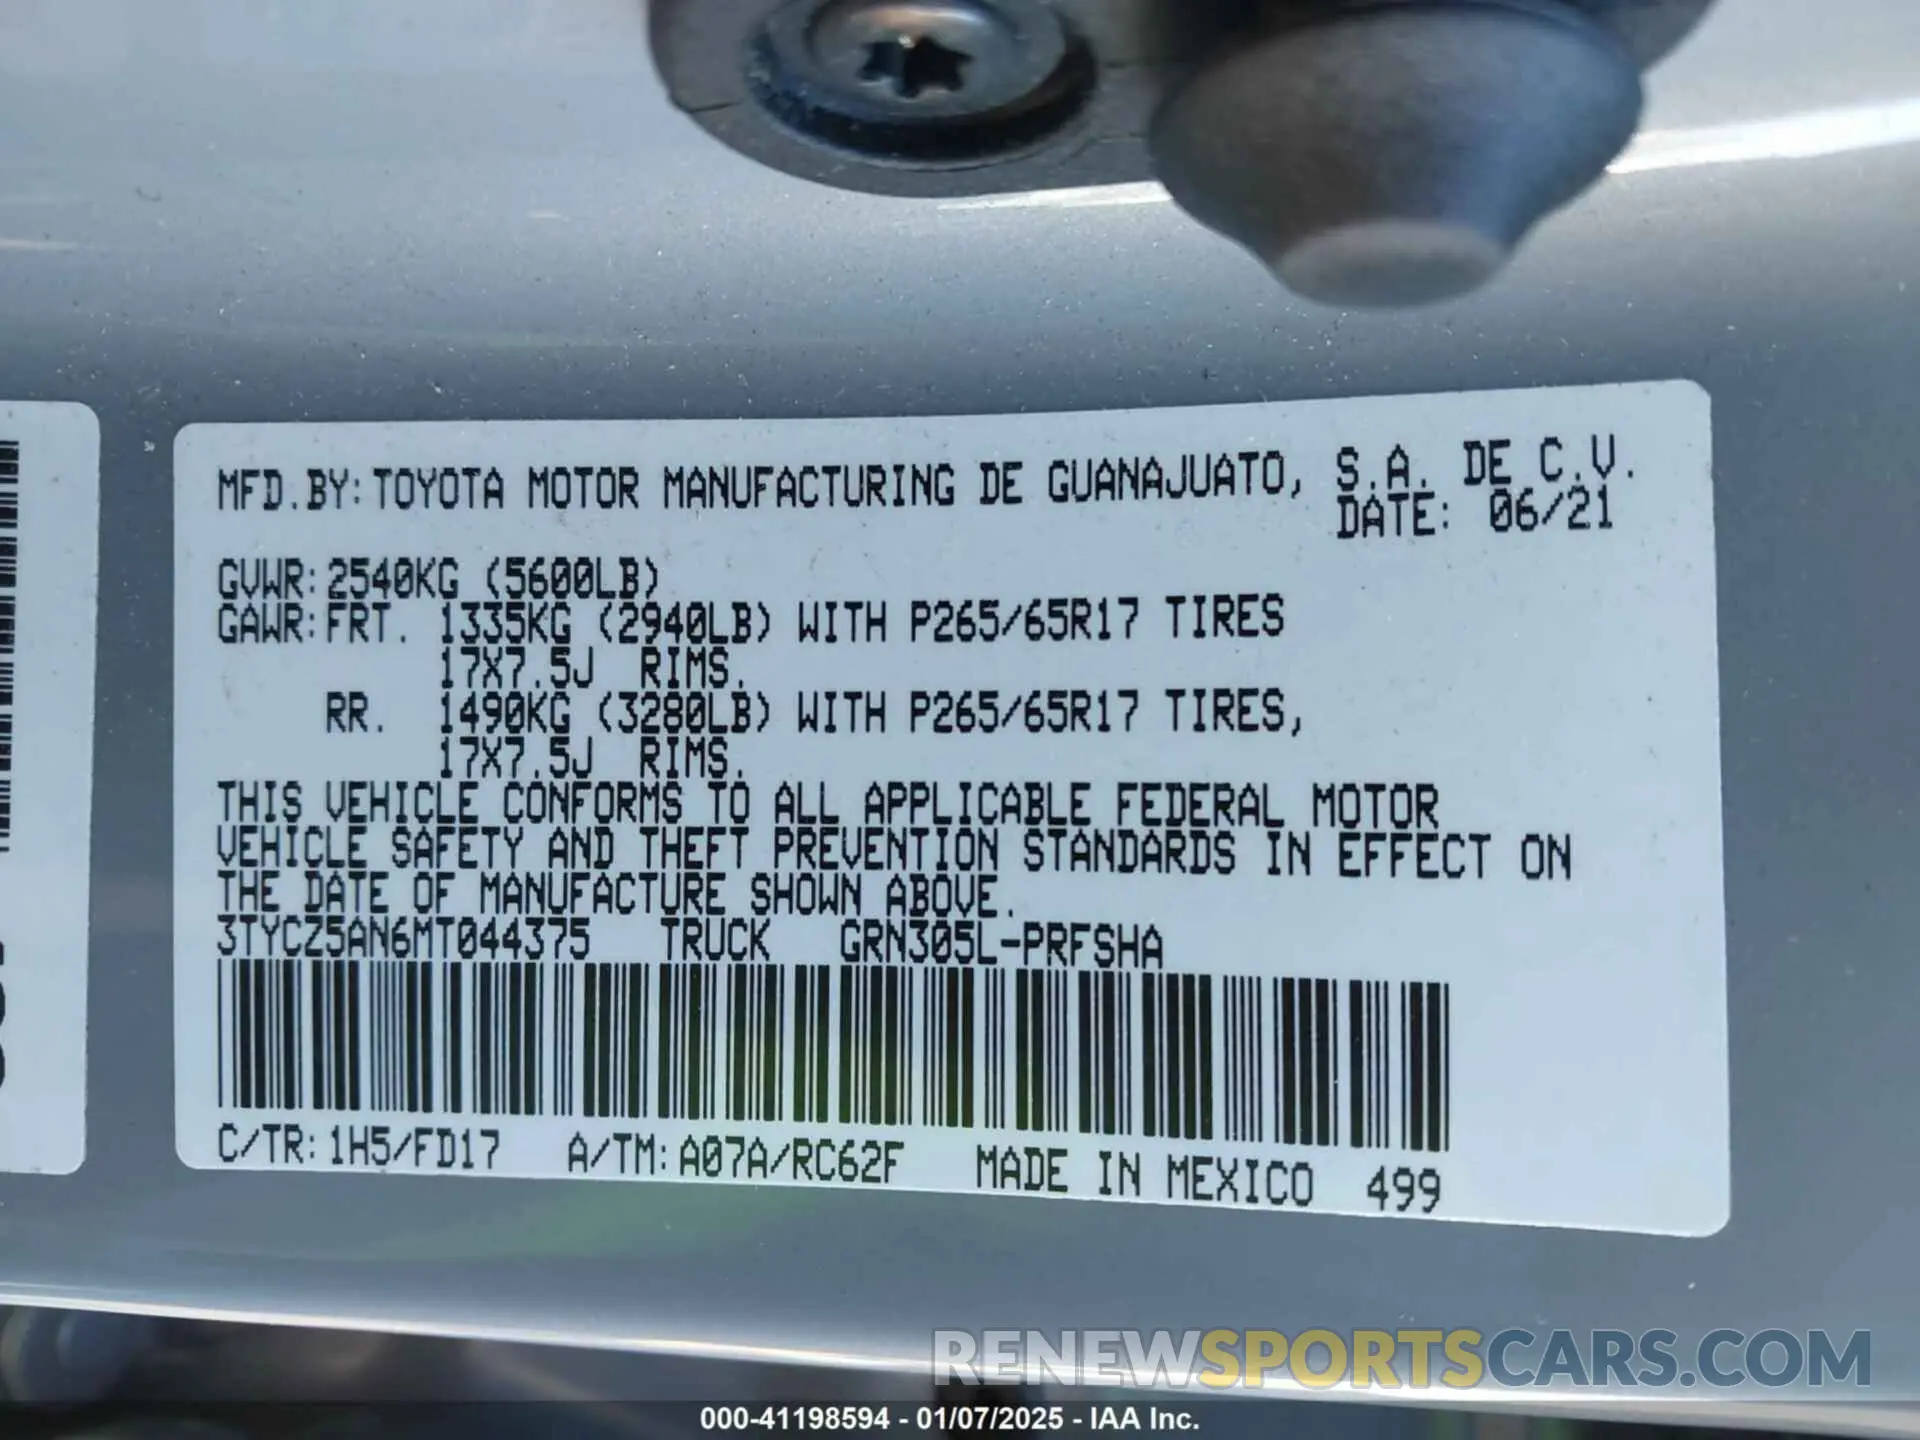 MFD.BY:TOYOTA MOTOR MANUFACTURING DE GUANAJUATO, S.A. DE C.V.
DATE: 06/21
GVWR:2540KG (5600LB)
GAWR:FRT. 1335KG (2940LB) WITH P265/65R17 TIRES
17X7.5J RIMS.
RR. 1490KG (3280LB) WITH P265/65R17 TIRES,
17X7.5J RIMS.
THIS VEHICLE CONFORMS TO ALL APPLICABLE FEDERAL MOTOR
VEHICLE SAFETY AND THEFT PREVENTION STANDARDS IN EFFECT ON
THE DATE OF MANUFACTURE SHOWN ABOVE.
3TYCZ5AN6MT044375 TRUCK GRN305L-PRFSHA
C/TR:1H5/FD17 A/TM:A07A/RC62F MADE IN MEXICO 499
RENEWSPORTSCARS.COM
000-41198594 - 01/07/2025 - IAA Inc.